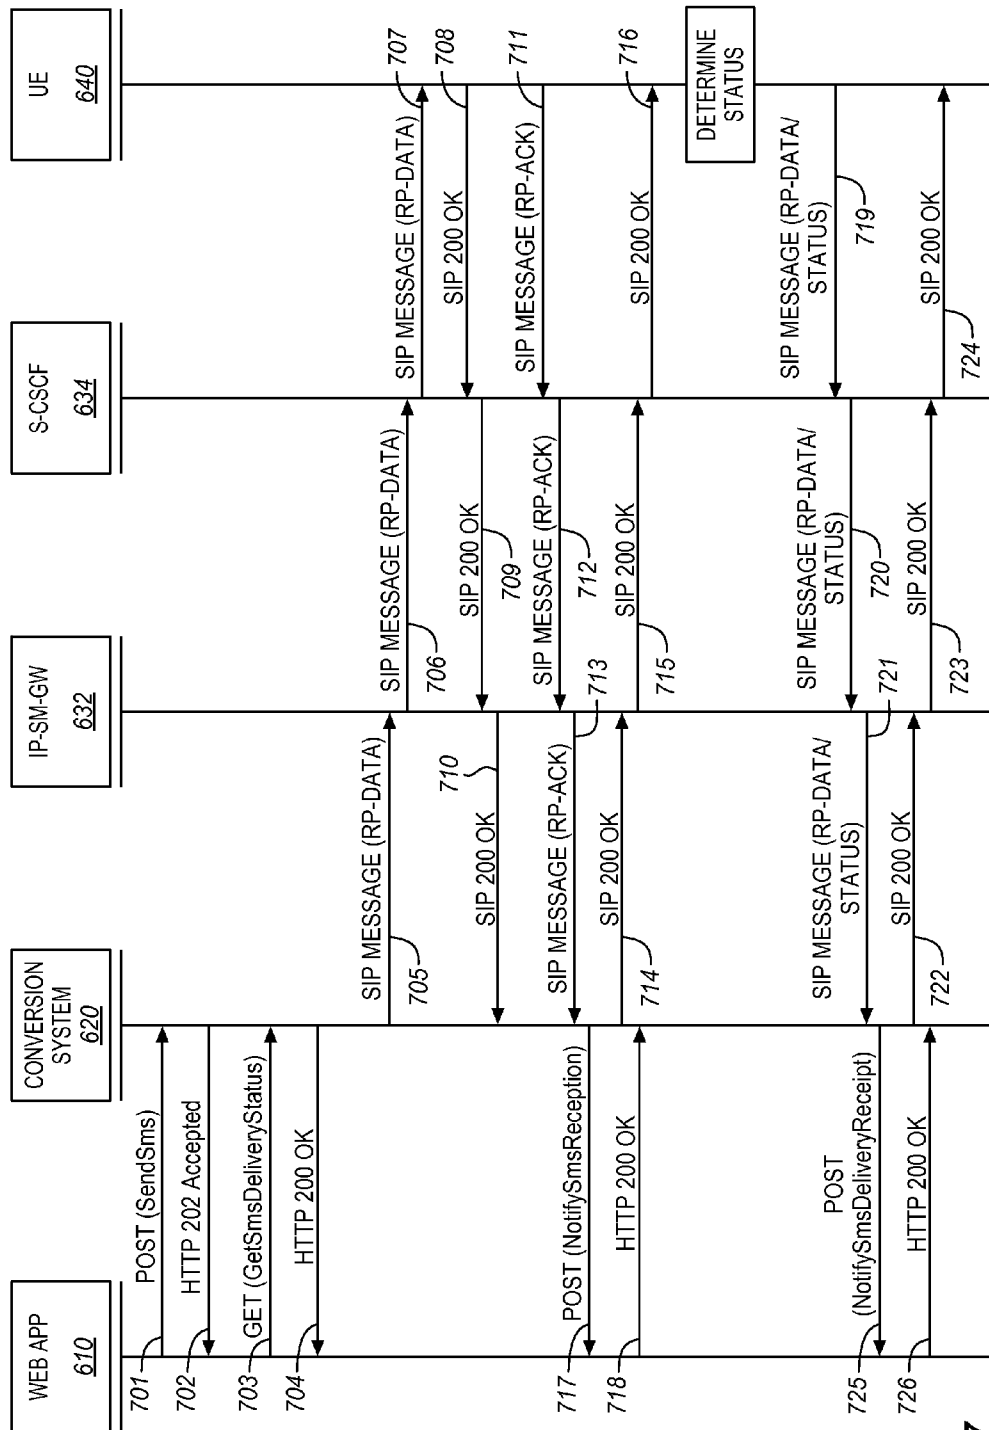 WEB APP
610
CONVERSION
SYSTEM
620
IP-SM-GW
632
S-CSCF
634
UE
640
701
POST (SendSms)
702
HTTP 202 Accepted
703
GET (GetSmsDeliveryStatus)
704
HTTP 200 OK
SIP MESSAGE (RP-DATA)
705
SIP MESSAGE (RP-DATA)
706
SIP MESSAGE (RP-DATA)
707
SIP 200 OK
708
SIP 200 OK
709
SIP 200 OK
710
SIP MESSAGE (RP-ACK)
711
SIP MESSAGE (RP-ACK)
712
SIP MESSAGE (RP-ACK)
713
SIP 200 OK
714
SIP 200 OK
715
SIP 200 OK
716
717
POST (NotifySmsReception)
718
HTTP 200 OK
DETERMINE
STATUS
SIP MESSAGE (RP-DATA/
STATUS)
719
SIP MESSAGE (RP-DATA/
STATUS)
720
SIP MESSAGE (RP-DATA/
STATUS)
721
SIP 200 OK
722
SIP 200 OK
723
SIP 200 OK
724
725
POST
(NotifySmsDeliveryReceipt)
726
HTTP 200 OK